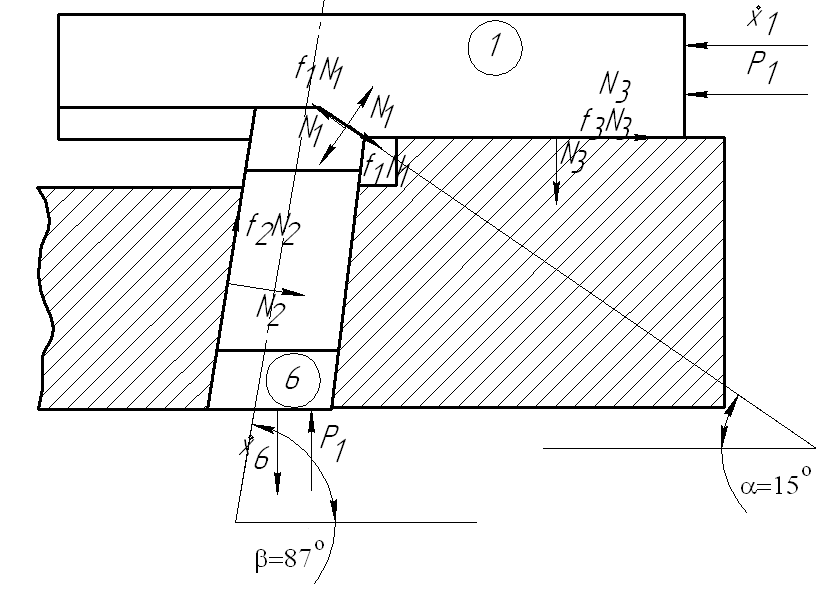 1
ẋ1
P1
f1N1
N1
N1
f1N1
N3
f3N3
N3
f2N2
N2
6
ẋ6
P1
α=15°
β=87°